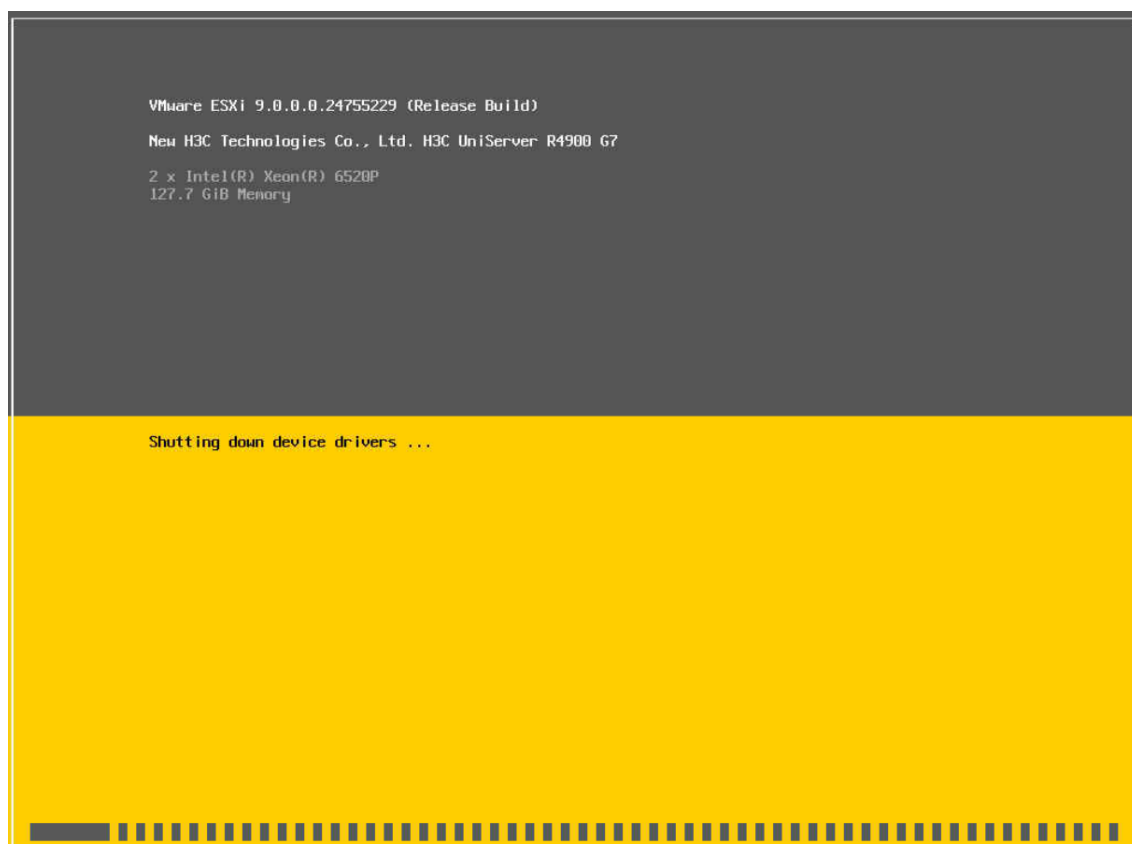 VMware ESXi 9.0.0.0.24755229 (Release Build)
New H3C Technologies Co., Ltd. H3C UniServer R4900 G7
2 x Intel(R) Xeon(R) 6520P
127.7 GiB Memory
Shutting down device drivers ...